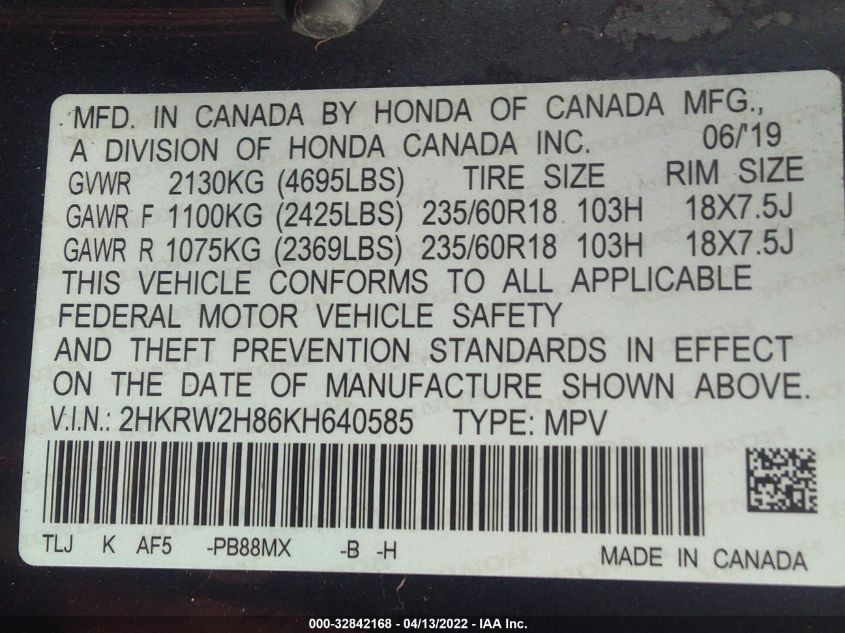 MFD. IN CANADA BY HONDA OF CANADA MFG.,
A DIVISION OF HONDA CANADA INC. 06/'19
GVWR 2130KG (4695LBS) TIRE SIZE RIM SIZE
GAWR F 1100KG (2425LBS) 235/60R18 103H 18X7.5J
GAWR R 1075KG (2369LBS) 235/60R18 103H 18X7.5J
THIS VEHICLE CONFORMS TO ALL APPLICABLE
FEDERAL MOTOR VEHICLE SAFETY
AND THEFT PREVENTION STANDARDS IN EFFECT
ON THE DATE OF MANUFACTURE SHOWN ABOVE.
V.I.N.: 2HKRW2H86KH640585 TYPE: MPV
TLJ K AF5 -PB88MX -B -H
MADE IN CANADA
000-32842168 - 04/13/2022 - IAA Inc.